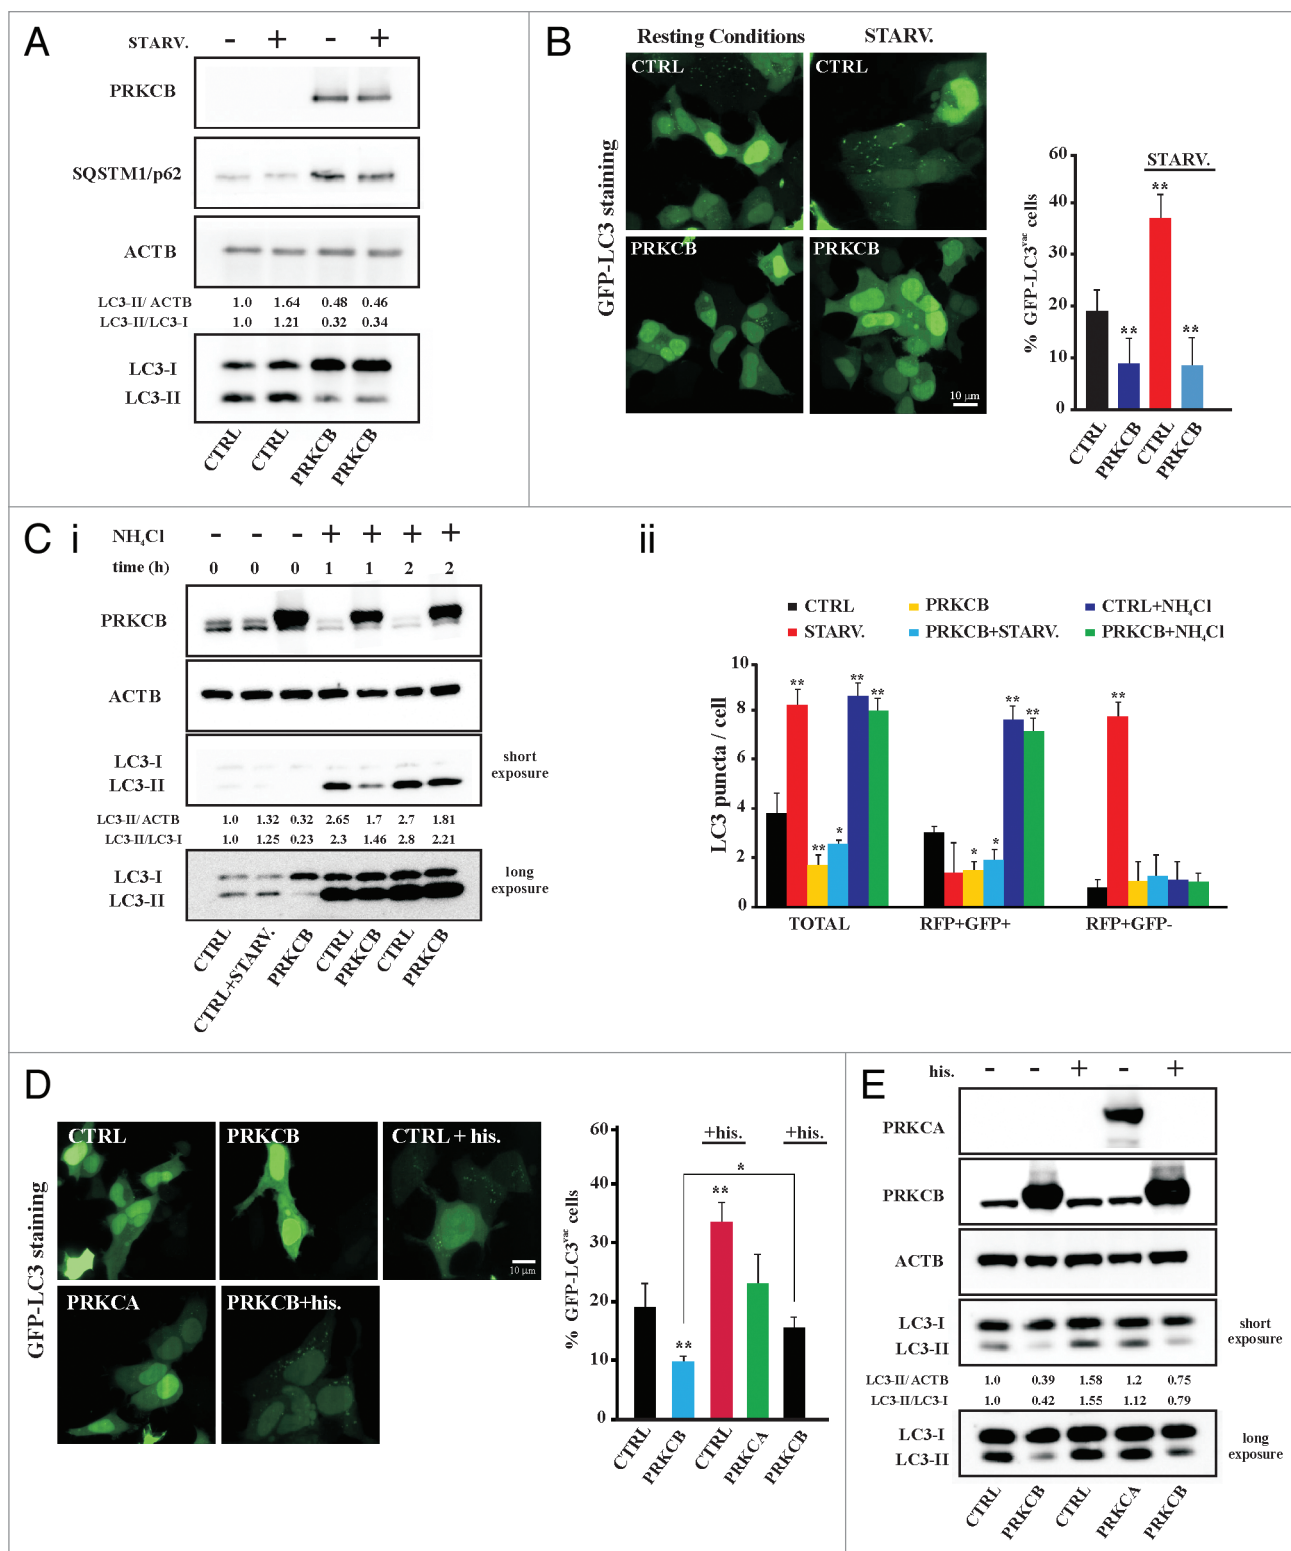 A
STARV. - + - +
PRKCB
SQSTM1/p62
ACTB
LC3-II/ ACTB 1.0 1.64 0.48 0.46
LC3-II/LC3-I 1.0 1.21 0.32 0.34
LC3-I
LC3-II
CTRL CTRL PRKCB PRKCB
B
Resting Conditions STARV.
GFP-LC3 staining
CTRL CTRL
PRKCB PRKCB
10 μm
% GFP-LC3vac cells
60
40
30
20
10
0
STARV.
** ** **
CTRL PRKCB CTRL PRKCB
C i
NH4Cl - - - + + + +
time (h) 0 0 0 1 1 2 2
PRKCB
ACTB
LC3-I
LC3-II
short
exposure
LC3-II/ACTB 1.0 1.32 0.32 2.65 1.7 2.7 1.81
LC3-II/LC3-I 1.0 1.25 0.23 2.3 1.46 2.8 2.21
LC3-I
LC3-II
long
exposure
CTRL CTRL+STARV. PRKCB CTRL PRKCB CTRL PRKCB
ii
CTRL PRKCB CTRL+NH4Cl
STARV. PRKCB+STARV. PRKCB+NH4Cl
LC3 puncta / cell
10
8
6
4
2
0
** ** * ** ** * * ** ** **
TOTAL RFP+GFP+ RFP+GFP-
D
GFP-LC3 staining
CTRL PRKCB CTRL + his.
10 μm
PRKCA PRKCB+his.
% GFP-LC3vac cells
60
40
30
20
10
0
+his. +his.
*
** **
CTRL PRKCB CTRL PRKCA PRKCB
E
his. - - + - +
PRKCA
PRKCB
ACTB
LC3-I
LC3-II
short
exposure
LC3-II/ACTB 1.0 0.39 1.58 1.2 0.75
LC3-II/LC3-I 1.0 0.42 1.55 1.12 0.79
LC3-I
LC3-II
long
exposure
CTRL PRKCB CTRL PRKCA PRKCB